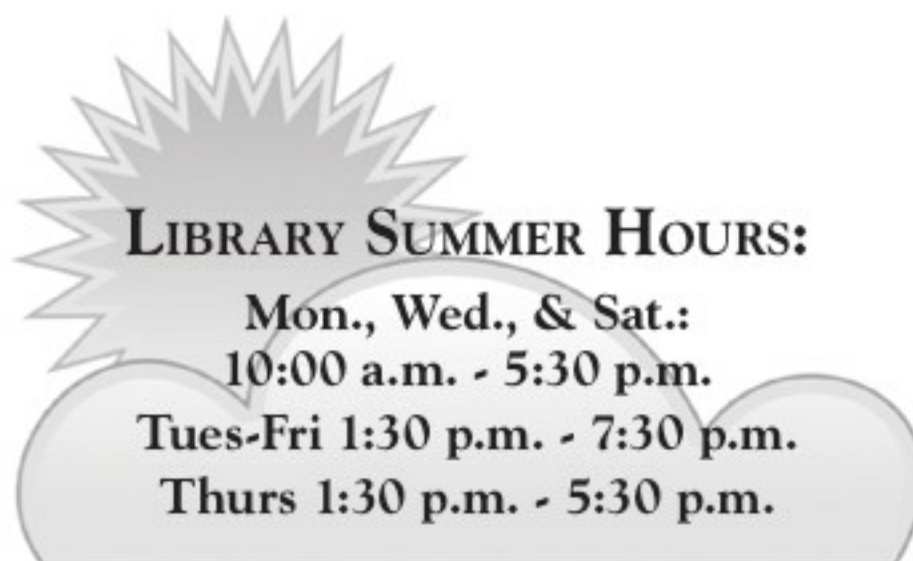 LIBRARY SUMMER HOURS:
Mon., Wed., & Sat.:
10:00 a.m. - 5:30 p.m.
Tues-Fri 1:30 p.m. - 7:30 p.m.
Thurs 1:30 p.m. - 5:30 p.m.